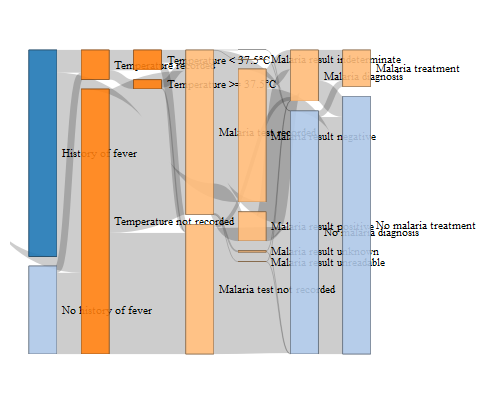 Temperature < 37.5°C
Malaria result indeterminate
Temperature recorded
Malaria treatment
Malaria diagnosis
Temperature >= 37.5°C
Malaria test recorded
Malaria result negative
History of fever
Temperature not recorded
Malaria result positive
No malaria treatment
No malaria diagnosis
Malaria result unknown
Malaria result unreadable
Malaria test not recorded
No history of fever